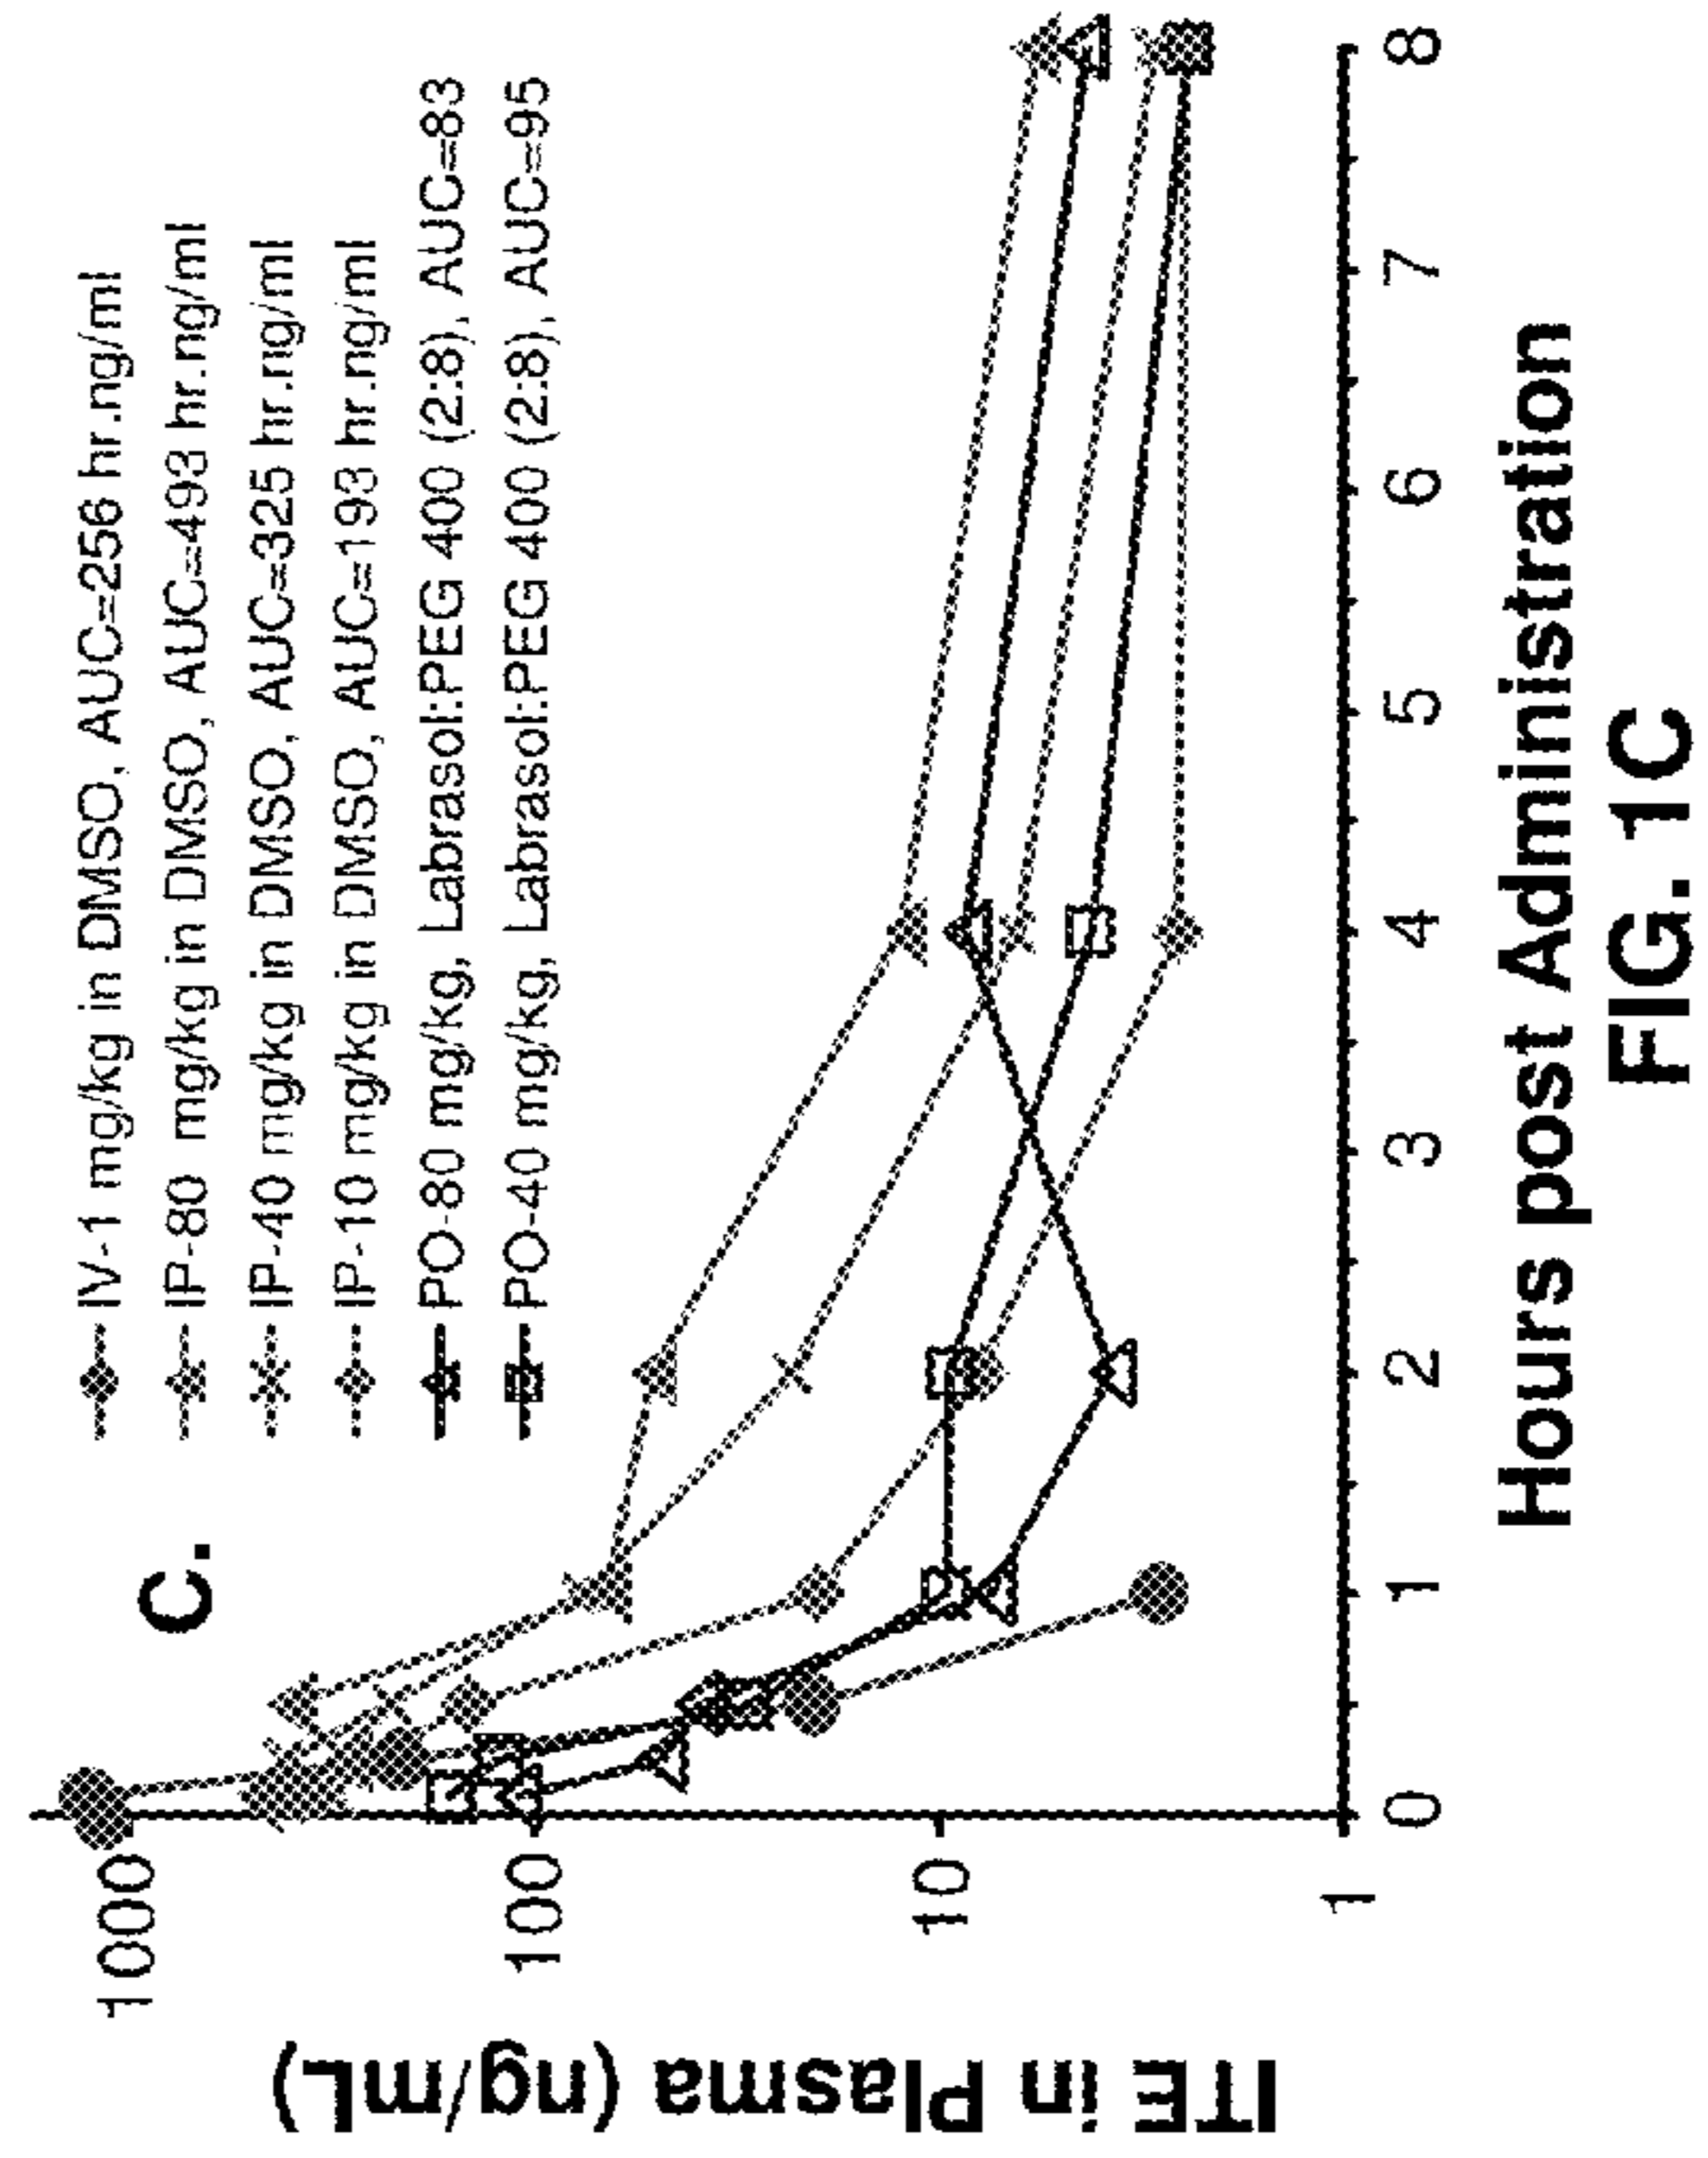 C.
IV-1 mg/kg in DMSO, AUC=256 hr.ng/ml
IP-80 mg/kg in DMSO, AUC=493 hr.ng/ml
IP-40 mg/kg in DMSO, AUC=325 hr.ng/ml
IP-10 mg/kg in DMSO, AUC=193 hr.ng/ml
PO-80 mg/kg, Labrasol:PEG 400 (2:8), AUC=83
PO-40 mg/kg, Labrasol:PEG 400 (2:8), AUC=95
ITE in Plasma (ng/mL)
1000
100
10
1
0 1 2 3 4 5 6 7 8
Hours post Administration
FIG. 1C